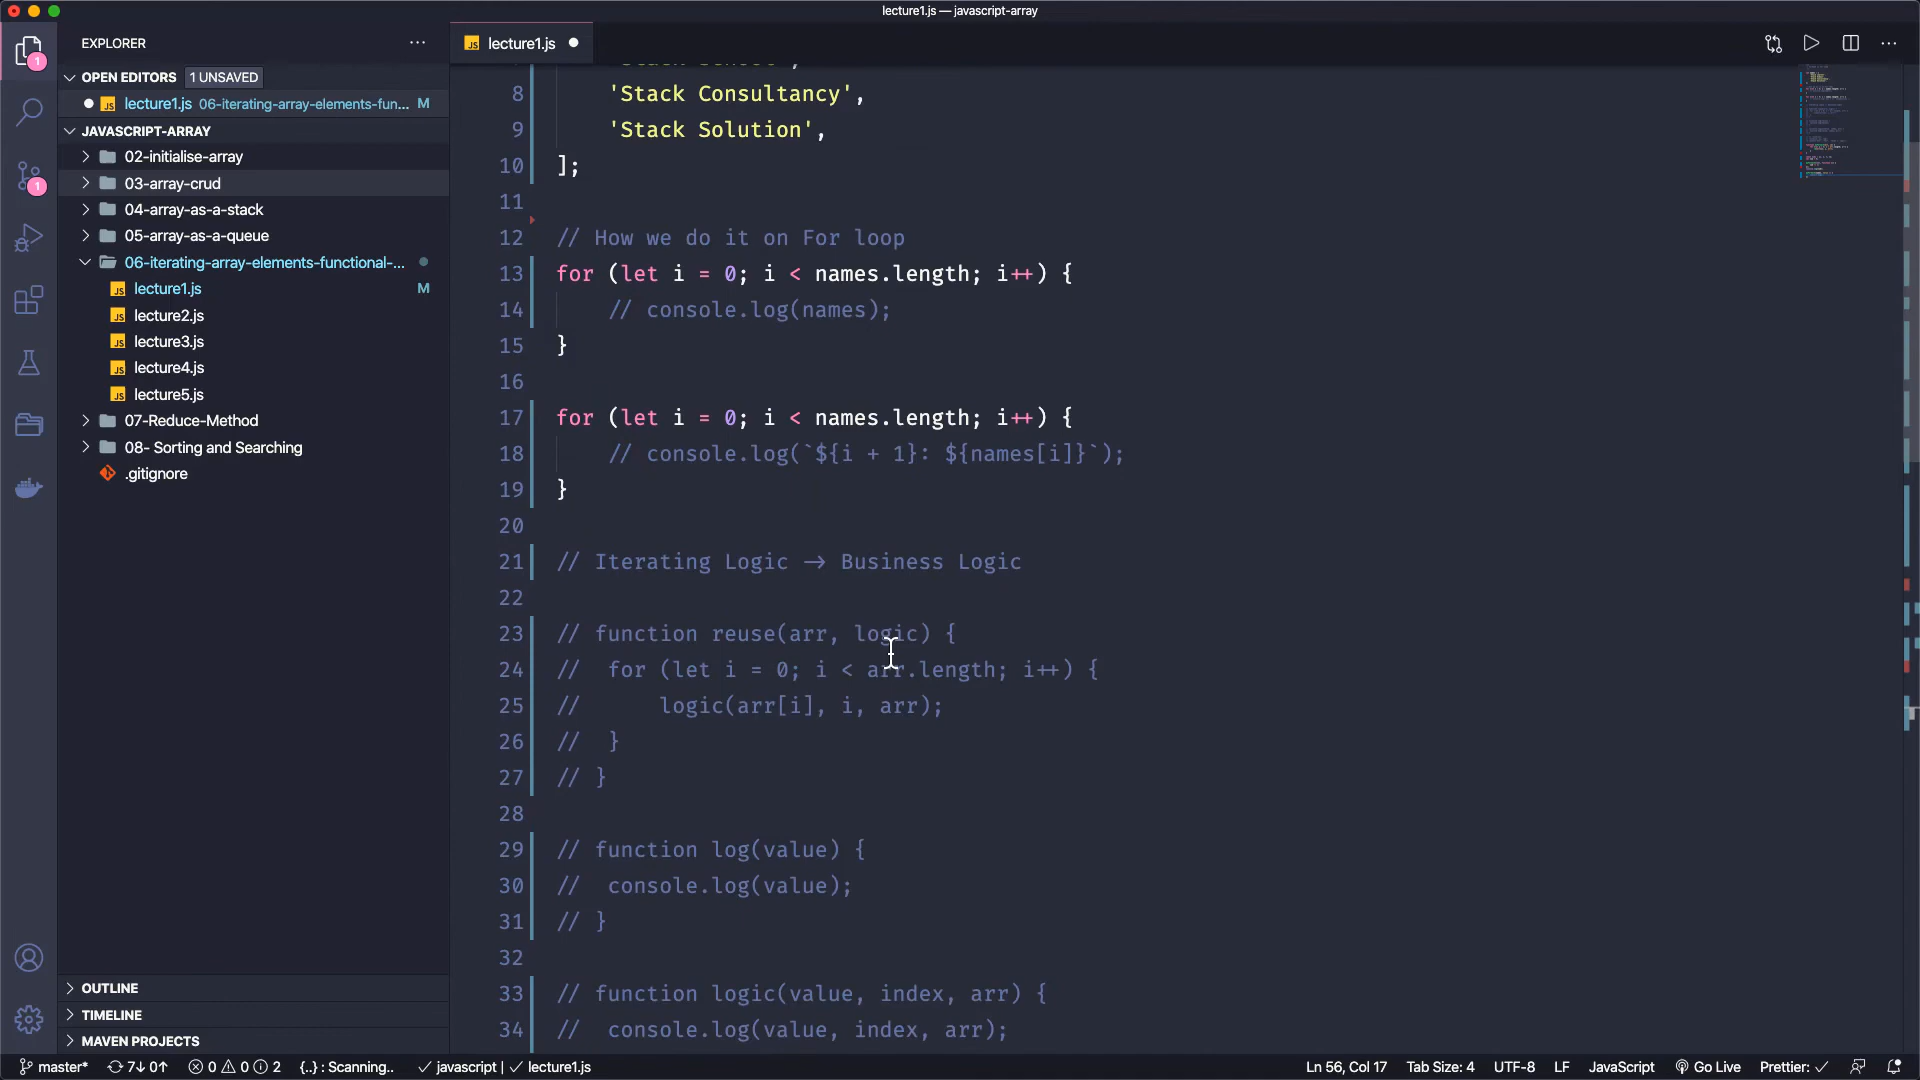 lecture1.js — javascript-array
EXPLORER
lecture1.js
OPEN EDITORS 1 UNSAVED
lecture1.js 06-iterating-array-elements-fun... M
JAVASCRIPT-ARRAY
02-initialise-array
03-array-crud
04-array-as-a-stack
05-array-as-a-queue
06-iterating-array-elements-functional-...
lecture1.js M
lecture2.js
lecture3.js
lecture4.js
lecture5.js
07-Reduce-Method
08- Sorting and Searching
.gitignore
OUTLINE
TIMELINE
MAVEN PROJECTS
1
1
8 'Stack Consultancy',
9 'Stack Solution',
10 ];
11
12 // How we do it on For loop
13 for (let i = 0; i < names.length; i++) {
14 // console.log(names);
15 }
16
17 for (let i = 0; i < names.length; i++) {
18 // console.log(`${i + 1}: ${names[i]}`);
19 }
20
21 // Iterating Logic -> Business Logic
22
23 // function reuse(arr, logic) {
24 // for (let i = 0; i < arr.length; i++) {
25 // logic(arr[i], i, arr);
26 // }
27 // }
28
29 // function log(value) {
30 // console.log(value);
31 // }
32
33 // function logic(value, index, arr) {
34 // console.log(value, index, arr);
master* 7↓ 0↑ 0 0 2 {..} : Scanning.. ✓ javascript | ✓ lecture1.js Ln 56, Col 17 Tab Size: 4 UTF-8 LF JavaScript Go Live Prettier: ✓